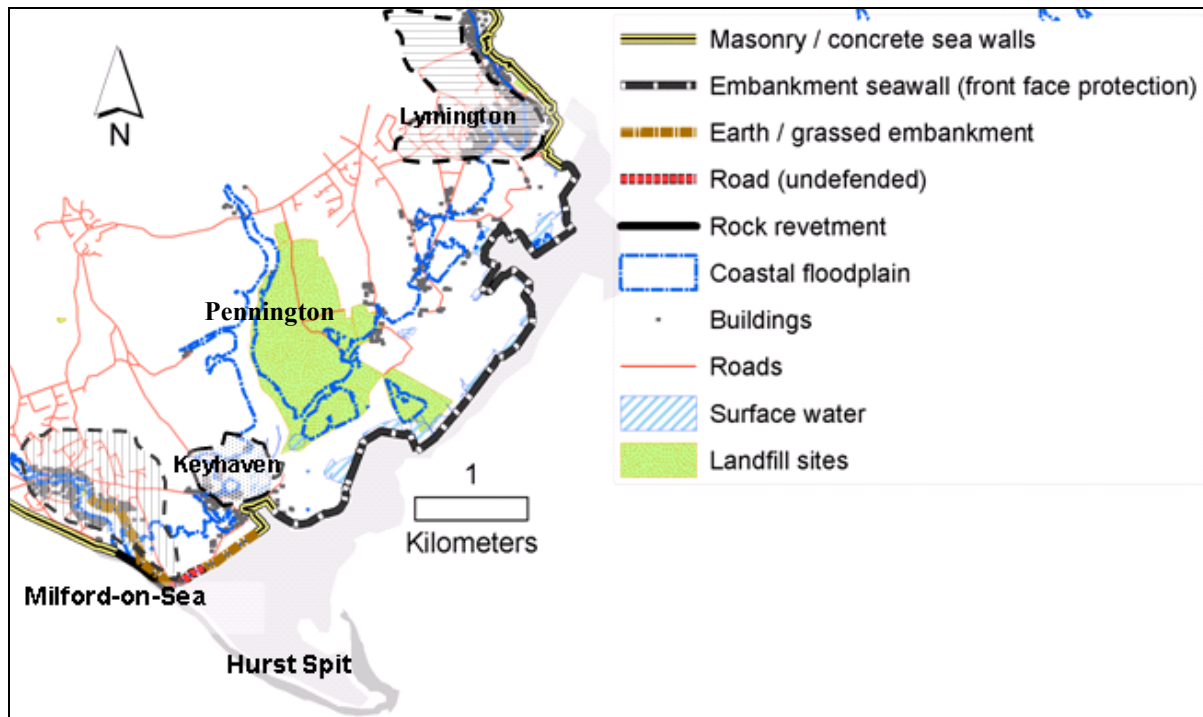 N
Lymington
Pennington
Keyhaven
Milford-on-Sea
Hurst Spit
1
Kilometers
Masonry / concrete sea walls
Embankment seawall (front face protection)
Earth / grassed embankment
Road (undefended)
Rock revetment
Coastal floodplain
Buildings
Roads
Surface water
Landfill sites